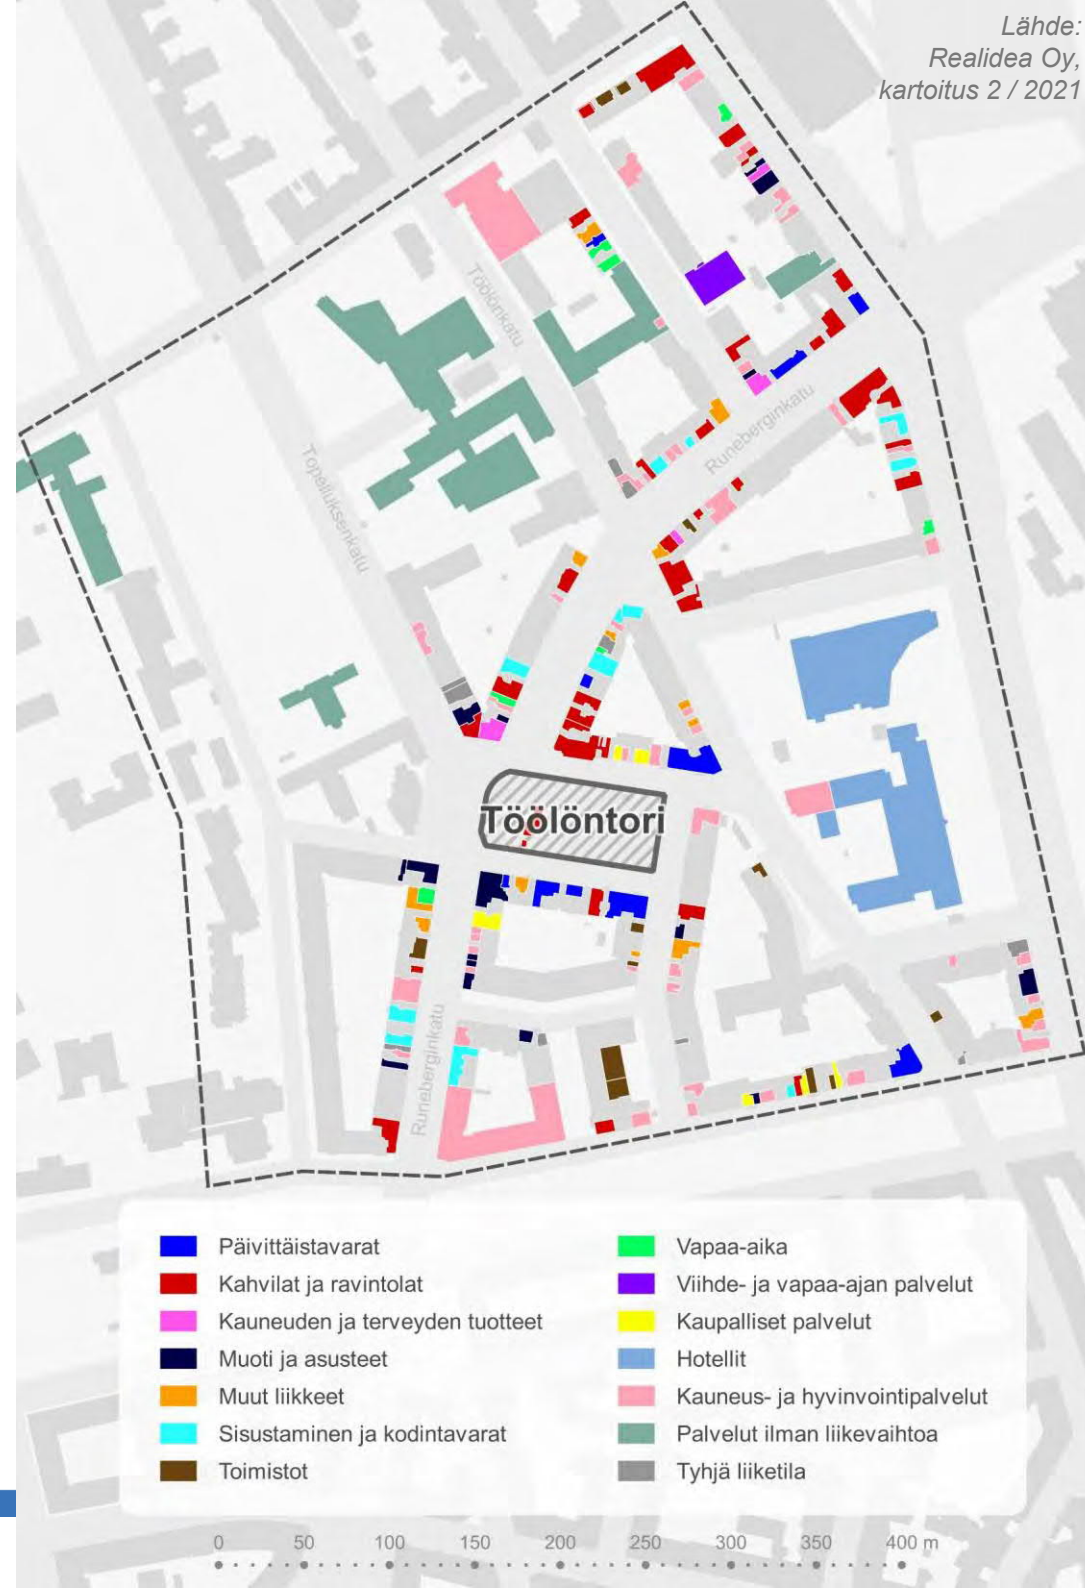 Lähde:
Realidea Oy,
kartoitus 2 / 2021
Töölönkatu
Topeliuksenkatu
Runeberginkatu
Töölöntori
Runeberginkatu
Päivittäistavarat
Kahvilat ja ravintolat
Kauneuden ja terveyden tuotteet
Muoti ja asusteet
Muut liikkeet
Sisustaminen ja kodintavarat
Toimistot
Vapaa-aika
Viihde- ja vapaa-ajan palvelut
Kaupalliset palvelut
Hotellit
Kauneus- ja hyvinvointipalvelut
Palvelut ilman liikevaihtoa
Tyhjä liiketila
0 50 100 150 200 250 300 350 400 m